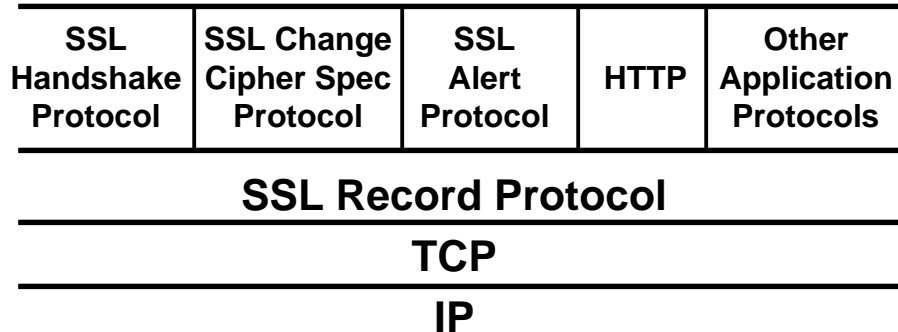 SSL
Handshake
Protocol
SSL Change
Cipher Spec
Protocol
SSL
Alert
Protocol
HTTP
Other
Application
Protocols
SSL Record Protocol
TCP
IP